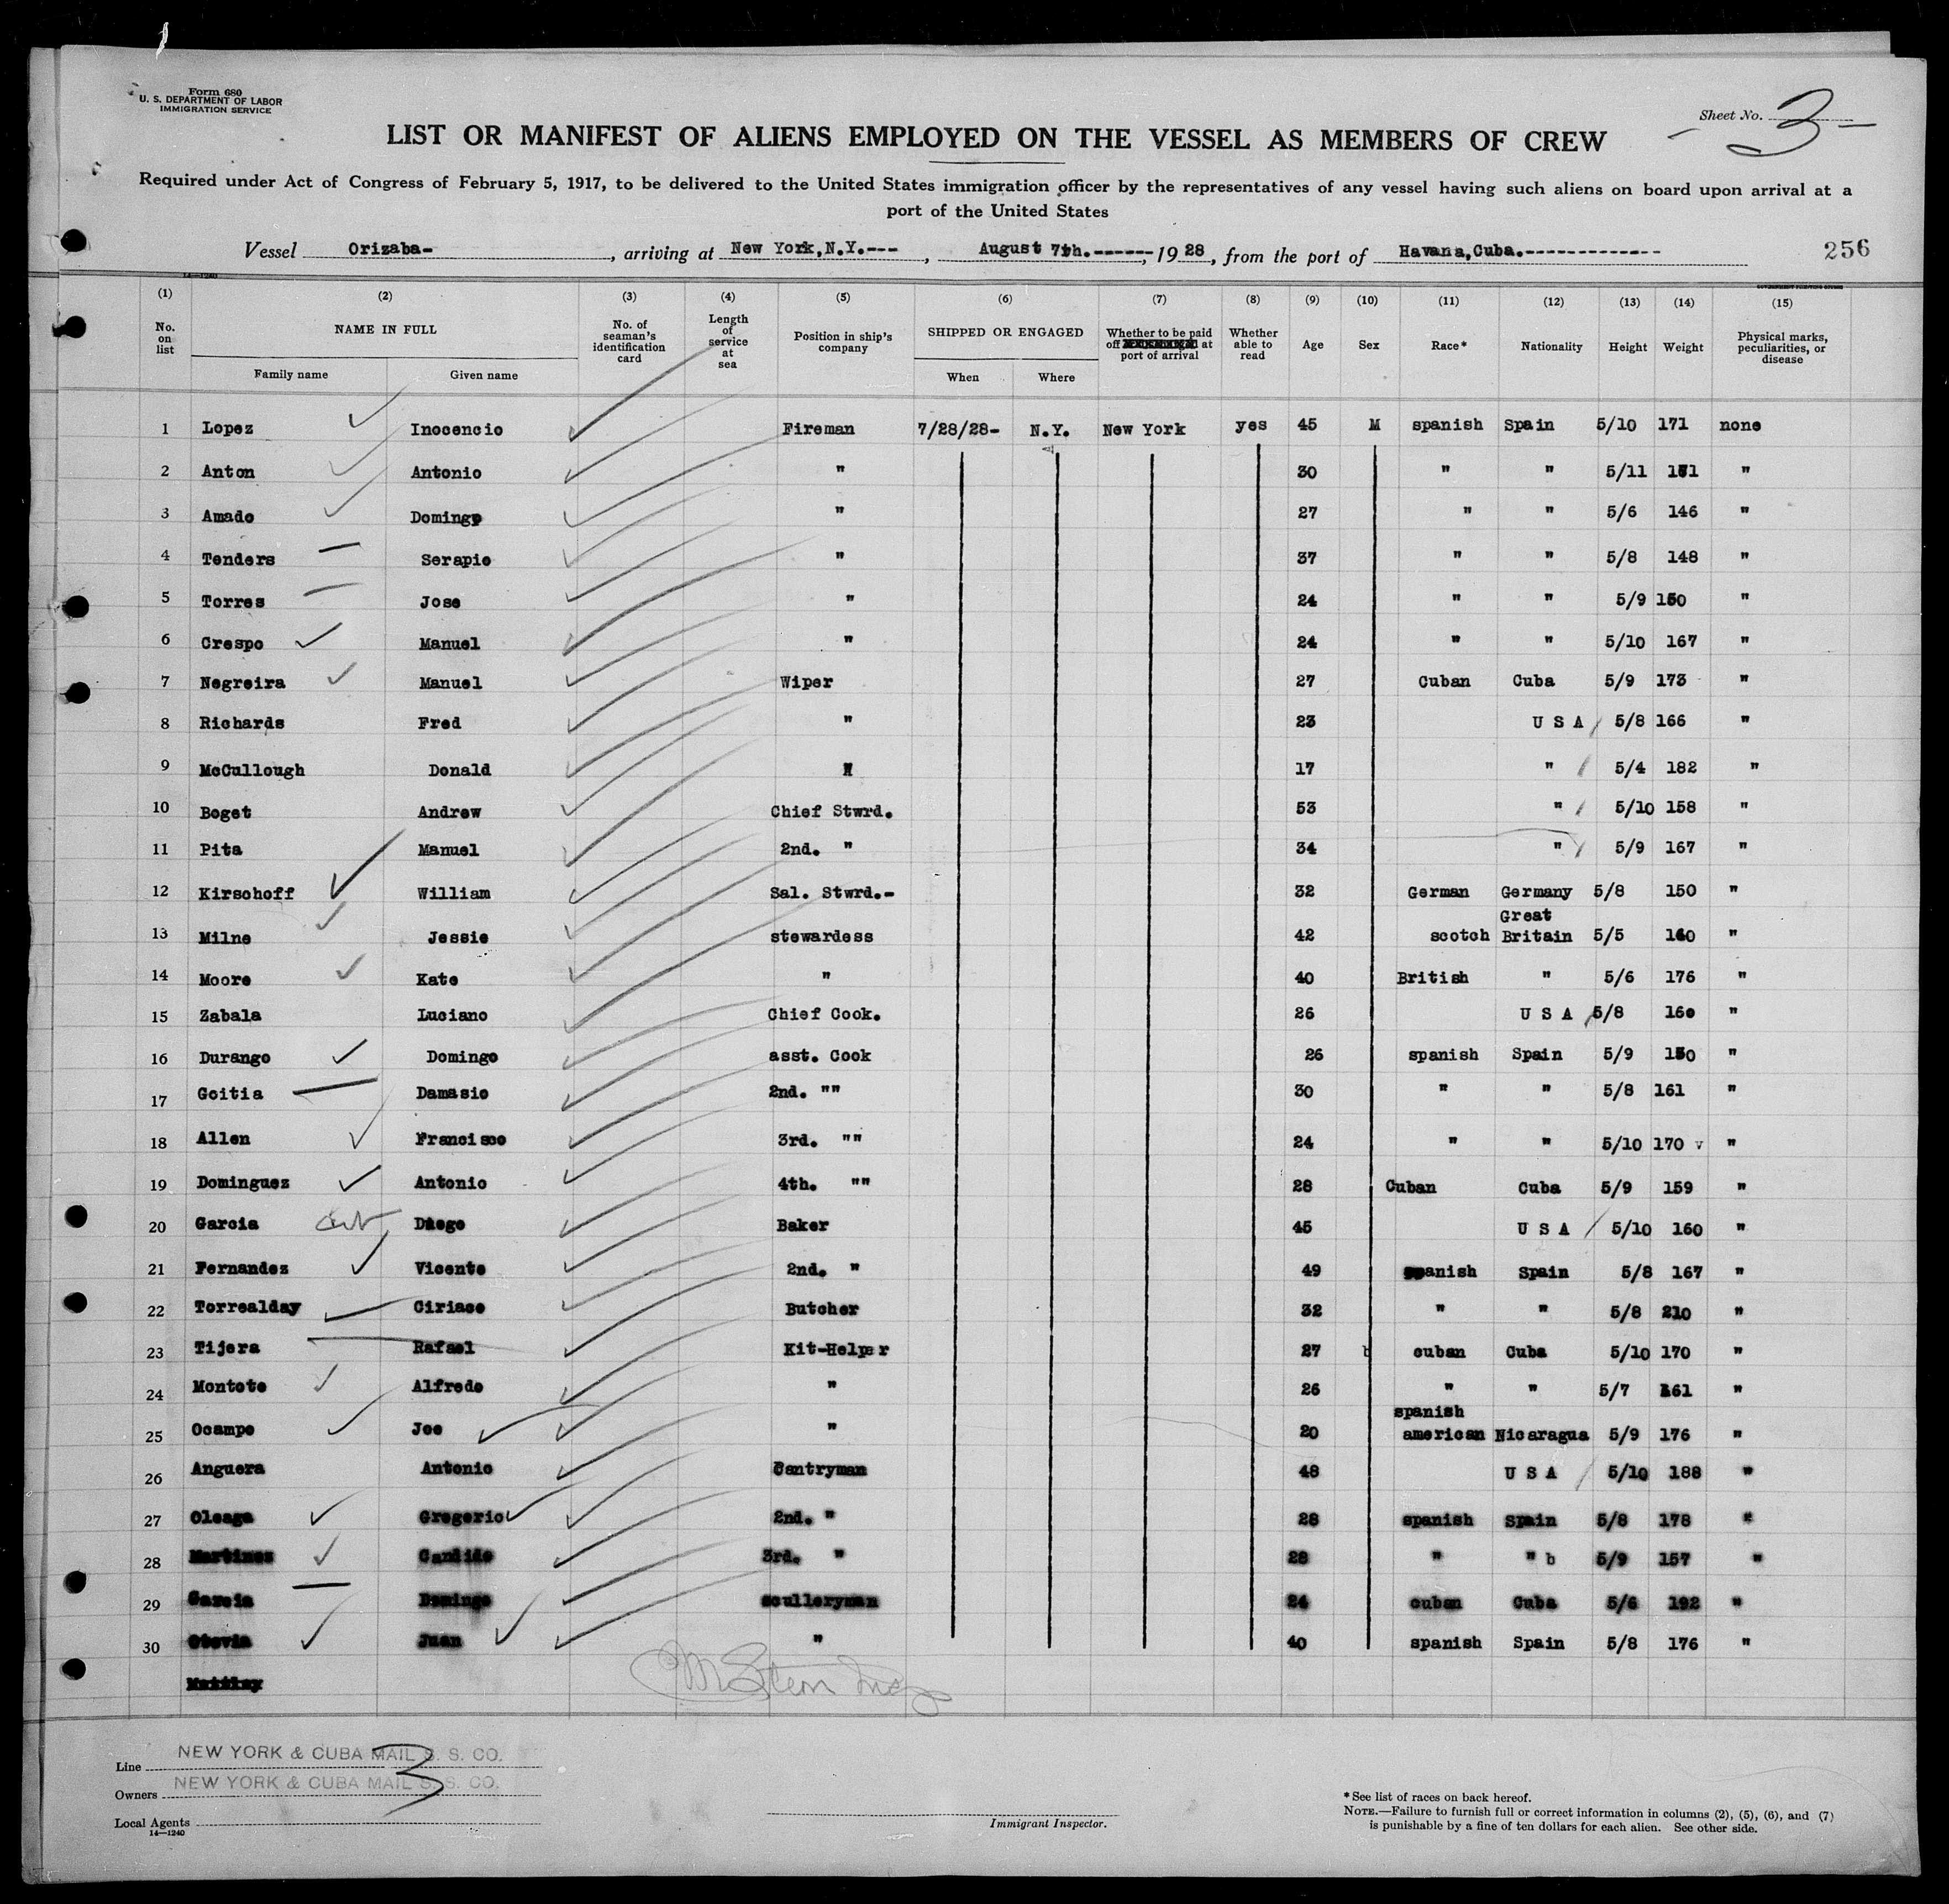 Form 680
U. S. DEPARTMENT OF LABOR
IMMIGRATION SERVICE
Sheet No. -3-
LIST OR MANIFEST OF ALIENS EMPLOYED ON THE VESSEL AS MEMBERS OF CREW
Required under Act of Congress of February 5, 1917, to be delivered to the United States immigration officer by the representatives of any vessel having such aliens on board upon arrival at a
port of the United States
Vessel Orizaba- , arriving at New York,N.Y.--- , August 7th.------, 1928, from the port of Havana,Cuba.-------------- 256
14—1240
(1) (2) (3) (4) (5) (6) (7) (8) (9) (10) (11) (12) (13) (14) (15)
No. on list NAME IN FULL Family name Given name No. of seaman's identification card Length of service at sea Position in ship's company SHIPPED OR ENGAGED When Where Whether to be paid off at port of arrival Whether able to read Age Sex Race* Nationality Height Weight Physical marks, peculiarities, or disease
1 Lopez Inocencio Fireman 7/28/28- N.Y. New York yes 45 M spanish Spain 5/10 171 none
2 Anton Antonio " 30 " " 5/11 "
3 Amado Domingo " 27 " " 5/6 146 "
4 Tenders Serapio " 37 " " 5/8 148 "
5 Torres Jose " 24 " " 5/9 150 "
6 Crespo Manuel " 24 " " 5/10 167 "
7 Negreira Manuel Wiper 27 Cuban Cuba 5/9 173 "
8 Richards Fred " 23 U S A 5/8 166 "
9 McCullough Donald " 17 " 5/4 182 "
10 Boget Andrew Chief Stwrd. 53 " 5/10 158 "
11 Pita Manuel 2nd. " 34 " 5/9 167 "
12 Kirschoff William Sal. Stwrd.- 32 German Germany 5/8 150 "
13 Milne Jessie stewardess 42 scotch Great Britain 5/5 "
14 Moore Kate " 40 British " 5/6 176 "
15 Zabala Luciano Chief Cook. 26 U S A 5/8 160 "
16 Durango Domingo asst. Cook 26 spanish Spain 5/9 "
17 Goitia Damasio 2nd. "" 30 " " 5/8 161 "
18 Allen Francisco 3rd. "" 24 " " 5/10 170 v "
19 Dominguez Antonio 4th. "" 28 Cuban Cuba 5/9 159 "
20 Garcia Diego Baker 45 U S A 5/10 160 "
21 Fernandez Vicente 2nd. " 49 spanish Spain 5/8 167 "
22 Torrealday Ciriaco Butcher 32 " " 5/8 210 "
23 Tijera Rafael Kit-Helper 27 cuban Cuba 5/10 170 "
24 Montoto Alfredo " 26 " " 5/7 161 "
25 Ocampo Joe " 20 spanish american Nicaragua 5/9 176 "
26 Anguera Antonio 48 U S A 5/10 188 "
27 Oleaga Gregorio 2nd. " 28 spanish Spain 5/8 178 "
28 Martinez Candido 3rd. " 28 " " b 5/9 157 "
29 Garcia Domingo sculleryman 24 cuban Cuba 5/6 192 "
30 Juan " 40 spanish Spain 5/8 176 "
Line NEW YORK & CUBA MAIL S. S. CO.
Owners NEW YORK & CUBA MAIL S. S. CO.
3
Local Agents
14—1240
Immigrant Inspector.
* See list of races on back hereof.
NOTE.—Failure to furnish full or correct information in columns (2), (5), (6), and (7)
is punishable by a fine of ten dollars for each alien. See other side.